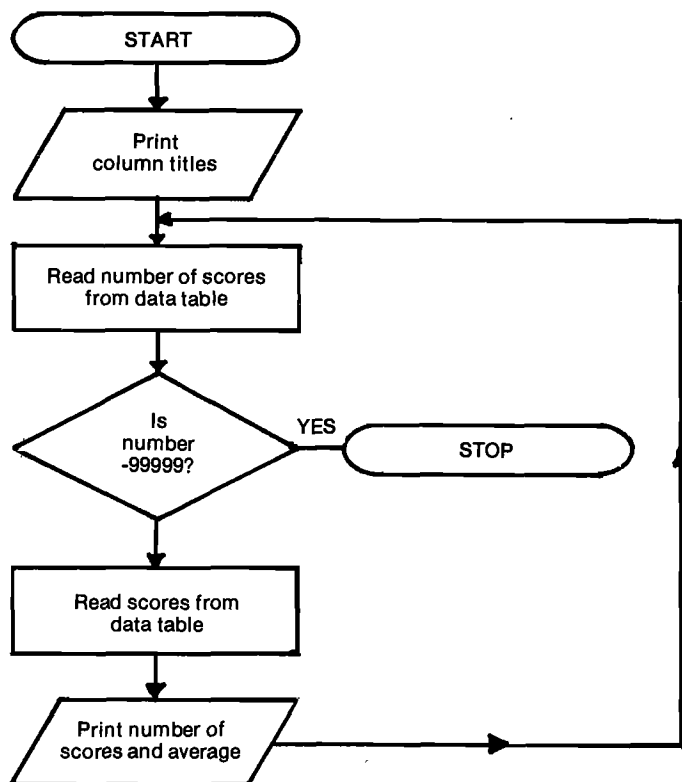 START
Print
column titles
Read number of scores
from data table
Is
number
-99999?
YES
STOP
Read scores from
data table
Print number of
scores and average